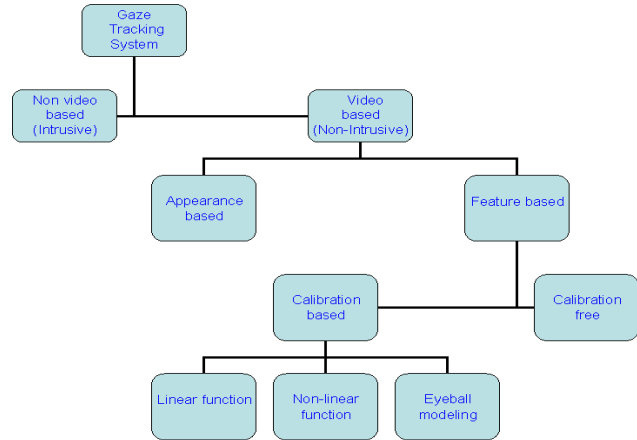 Gaze
Tracking
System
Non video
based
(Intrusive)
Video
based
(Non-Intrusive)
Appearance
based
Feature based
Calibration
based
Calibration
free
Linear function
Non-linear
function
Eyeball
modeling